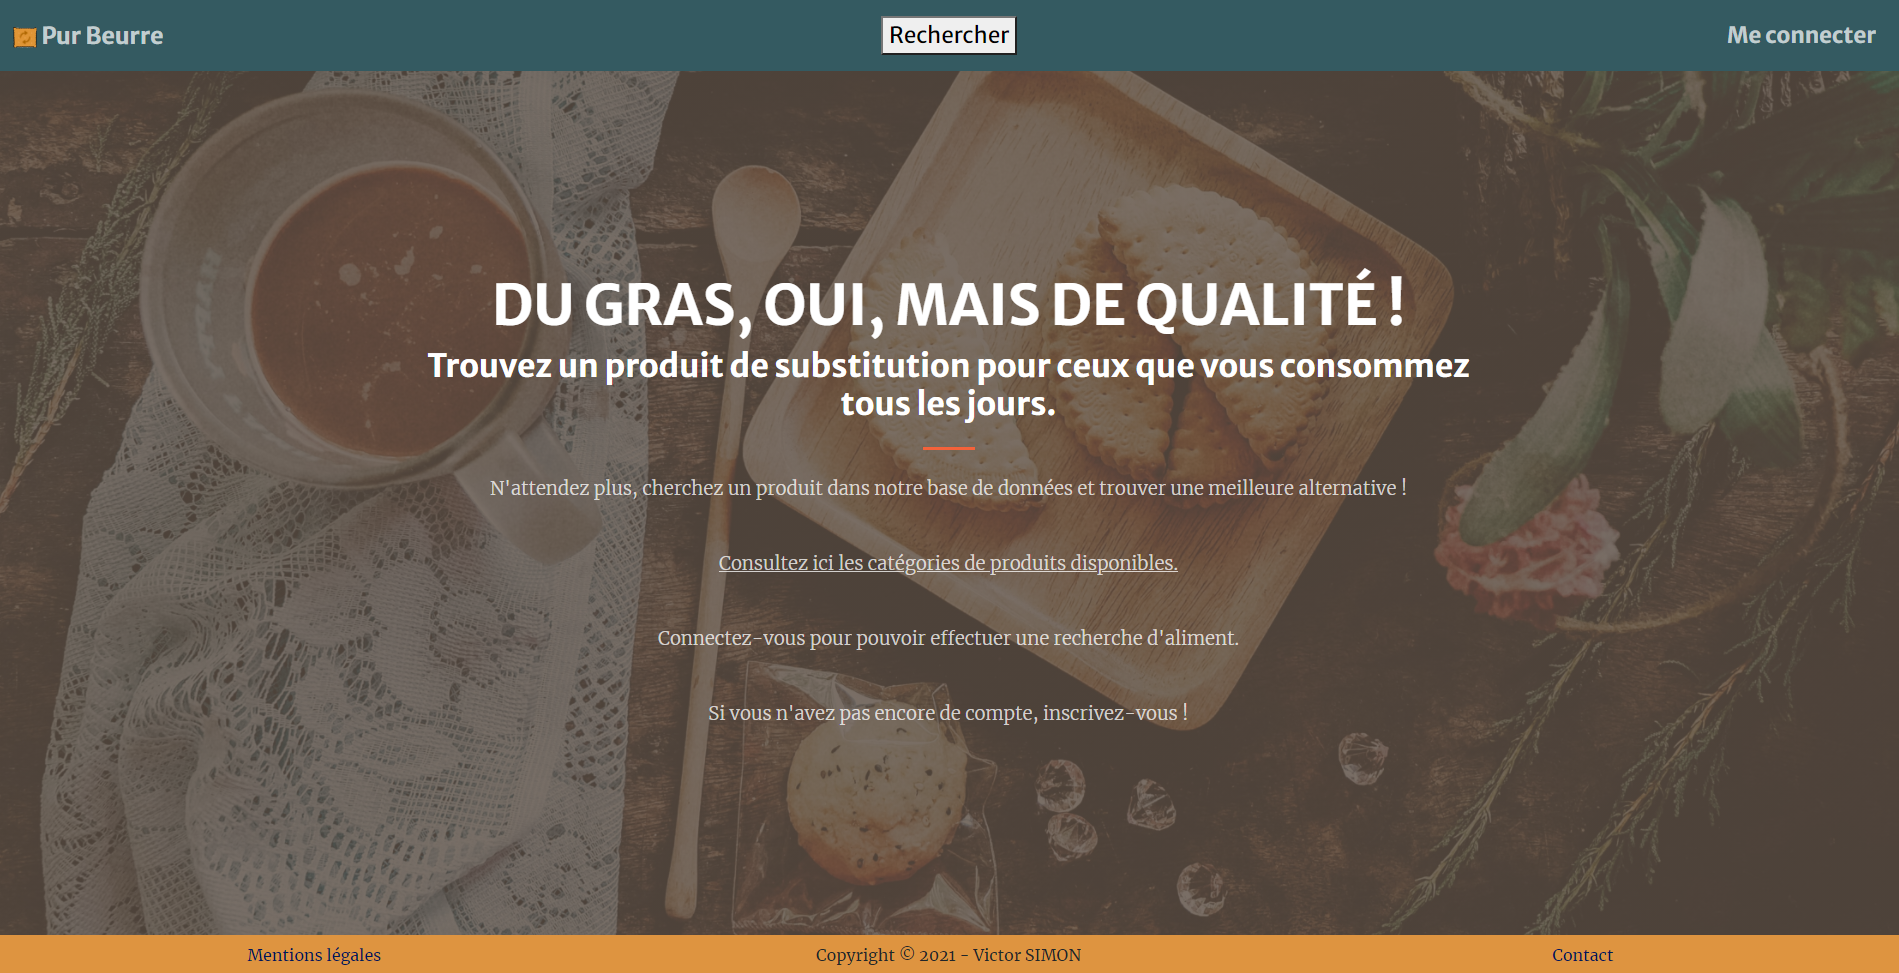 Pur Beurre
Rechercher
Me connecter
DU GRAS, OUI, MAIS DE QUALITÉ !
Trouvez un produit de substitution pour ceux que vous consommez
tous les jours.
N'attendez plus, cherchez un produit dans notre base de données et trouver une meilleure alternative !
Consultez ici les catégories de produits disponibles.
Connectez-vous pour pouvoir effectuer une recherche d'aliment.
Si vous n'avez pas encore de compte, inscrivez-vous !
Mentions légales
Copyright © 2021 - Victor SIMON
Contact